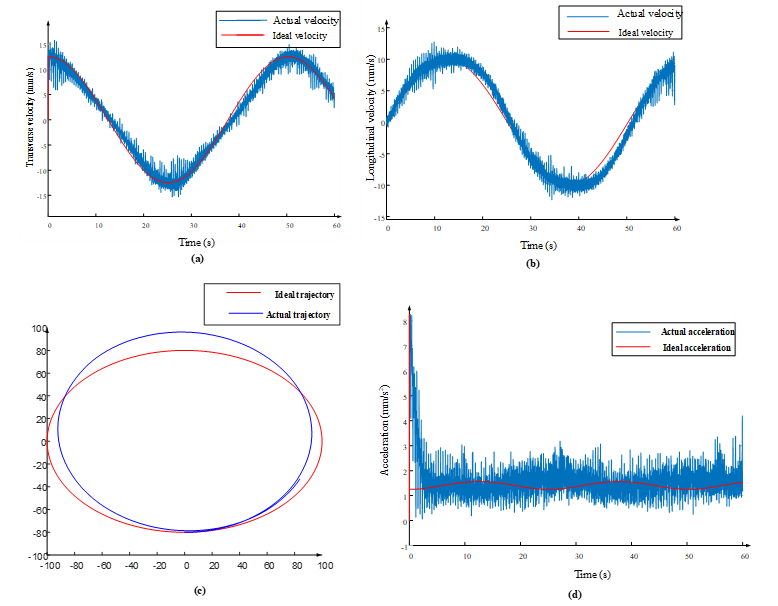 Actual velocity
Ideal velocity
Transverse velocity (mm/s)
15
10
5
0
-5
-10
-15
0 10 20 30 40 50 60
Time (s)
(a)
Actual velocity
Ideal velocity
Longitudinal velocity (mm/s)
15
10
5
0
-5
-10
-15
0 10 20 30 40 50 60
Time (s)
(b)
Ideal trajectory
Actual trajectory
100
80
60
40
20
0
-20
-40
-60
-80
-100
-100 -80 -60 -40 -20 0 20 40 60 80 100
(c)
Actual acceleration
Ideal acceleration
Acceleration (mm/s²)
8
7
6
5
4
3
2
1
0
-1
0 10 20 30 40 50 60
Time (s)
(d)